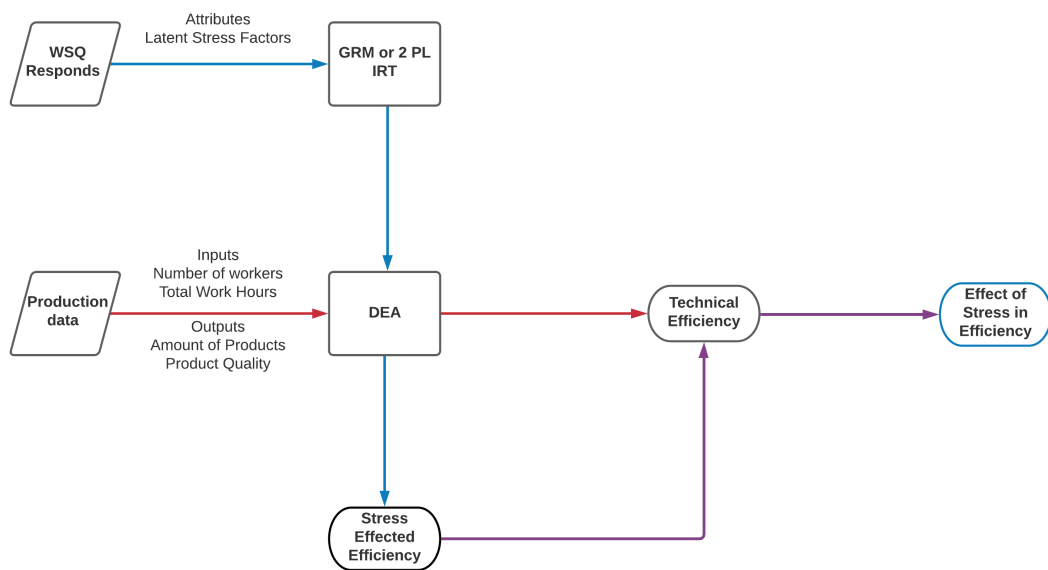 Attributes
Latent Stress Factors
WSQ
Responds
GRM or 2 PL
IRT
Inputs
Number of workers
Total Work Hours
Production
data
Outputs
Amount of Products
Product Quality
DEA
Technical
Efficiency
Effect of
Stress in
Efficiency
Stress
Effected
Efficiency